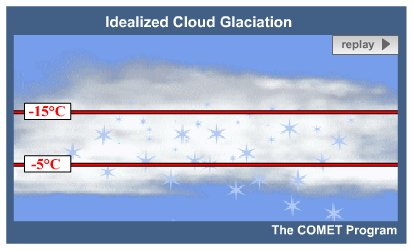 Idealized Cloud Glaciation
replay
-15°C
-5°C
The COMET Program